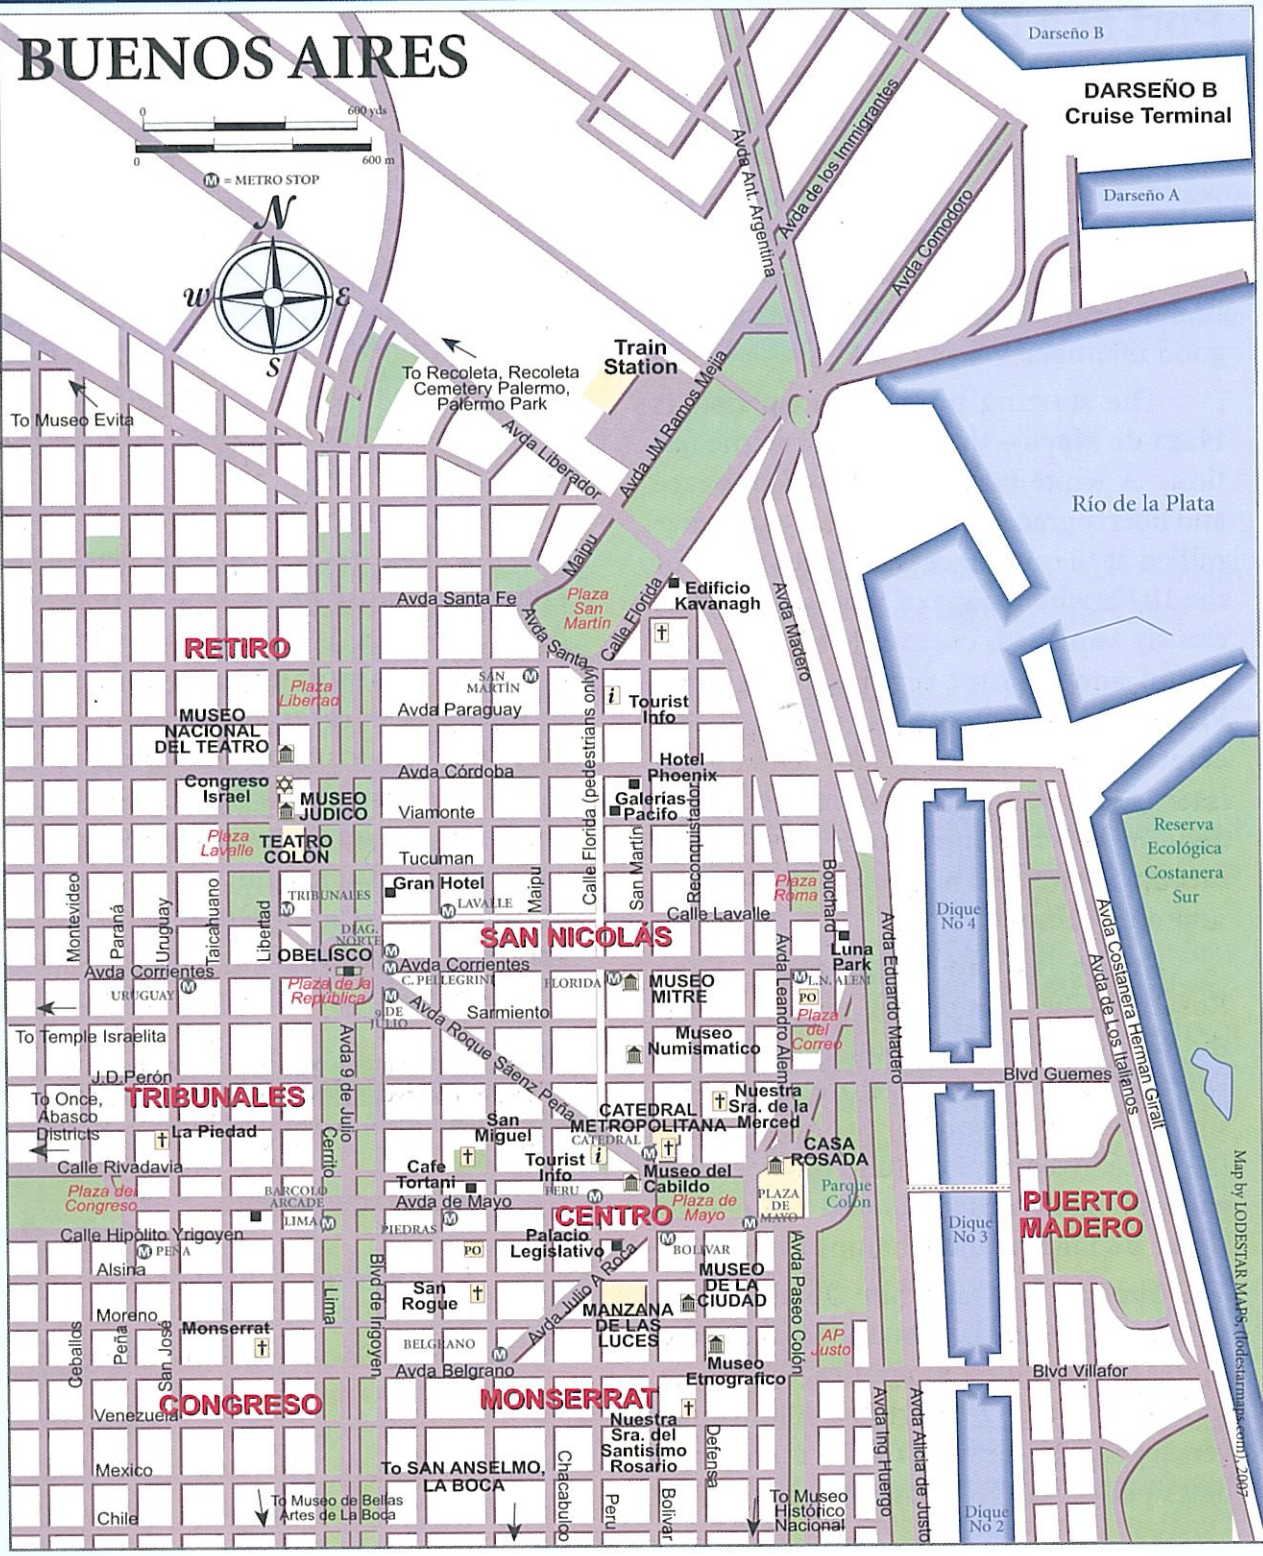 BUENOS AIRES
0 600 yds
0 600 m
M = METRO STOP
N
W E
S
Darseño B
DARSEÑO B
Cruise Terminal
Darseño A
Avda Ant. Argentina
Avda de los Immigrantes
Avda Comodoro
Train
Station
To Recoleta, Recoleta
Cemetery Palermo,
Palermo Park
To Museo Evita
Avda Liberador
Avda JM Ramos Mejia
Río de la Plata
Maipu
Avda Santa Fe
Plaza
San
Martín
Calle Florida
Edificio
Kavanagh
Avda Madero
Avda Santa
RETIRO
Plaza
Libertad
SAN
MARTÍN
M
i
Tourist
Info
Avda Paraguay
MUSEO
NACIONAL
DEL TEATRO
Calle Florida (pedestrians only)
Hotel
Phoenix
Avda Córdoba
Congreso
Israel
MUSEO
JUDICO
Galerías
Pacifo
Viamonte
Plaza
Lavalle
TEATRO
COLÓN
Tucuman
Reserva
Ecológica
Costanera
Sur
Gran Hotel
TRIBUNALES
M
LAVALLE
M
Maipu
San Martín
Reconquistador
Plaza
Roma
Bouchard
Calle Lavalle
Montevideo
Paraná
Uruguay
Taicahuano
Libertad
DIAG.
NORTE
M
SAN NICOLÁS
Luna
Park
Dique
No 4
OBELISCO
Avda Corrientes
URUGUAY
M
Plaza de la
República
M
Avda Corrientes
C. PELLEGRINI
FLORIDA
M
MUSEO
MITRE
M
L.N. ALEM
PO
Plaza
del
Correo
Avda Leandro Alem
Avda Eduardo Madero
Avda Costanera Herman Giralt
Avda de Los Italianos
To Temple Israelita
M
9 DE
JULIO
Avda Roque Sáenz Peña
Sarmiento
Museo
Numismatico
Avda 9 de Julio
J.D.Perón
Blvd Guemes
TRIBUNALES
To Once,
Abasco
Districts
La Piedad
Cerrito
San
Miguel
CATEDRAL
METROPOLITANA
CATEDRAL
M
Nuestra
Sra. de la
Merced
CASA
ROSADA
Calle Rivadavia
Cafe
Tortani
Tourist
Info
i
Museo del
Cabildo
Plaza del
Congreso
BARCOLO
ARCADE
LIMA
M
Avda de Mayo
PERU
M
Plaza de
Mayo
PLAZA
DE
MAYO
M
Parque
Colón
PUERTO
MADERO
Dique
No 3
PIEDRAS
M
CENTRO
Calle Hipólito Yrigoyen
M
PEÑA
PO
Palacio
Legislativo
M
BOLIVAR
Alsina
Blvd de Irigoyen
San
Rogue
Avda Julio A Roca
MUSEO
DE LA
CIUDAD
Avda Paseo Colón
Moreno
Lima
MANZANA
DE LAS
LUCES
Ceballos
Peña
San José
Monserrat
BELGRANO
M
AP
Justo
Museo
Etnografico
Avda Belgrano
Blvd Villafor
CONGRESO
MONSERRAT
Venezuela
Nuestra
Sra. del
Santisímo
Rosario
Defensa
Avda Ing Huergo
Avda Alicia de Justo
Mexico
To SAN ANSELMO,
LA BOCA
Chacabulco
Peru
Bolivar
To Museo de Bellas
Artes de La Boca
To Museo
Histórico
Nacional
Chile
Dique
No 2
Map by LODESTAR MAPS, (lodestarmaps.com), 2007